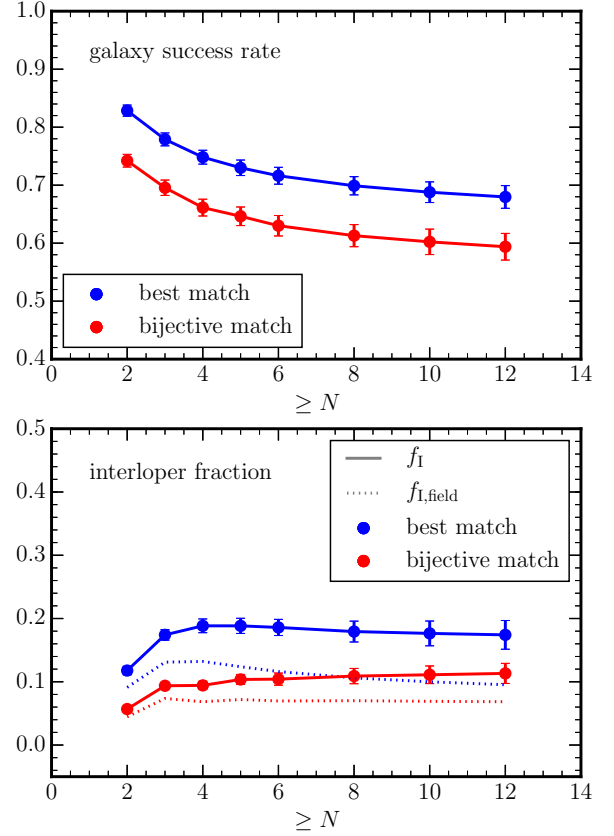 1.0
0.9
0.8
0.7
0.6
0.5
0.4
galaxy success rate
best match
bijective match
0 2 4 6 8 10 12 14
≥ N
0.5
0.4
0.3
0.2
0.1
0.0
interloper fraction
f_I
f_I,field
best match
bijective match
0 2 4 6 8 10 12 14
≥ N